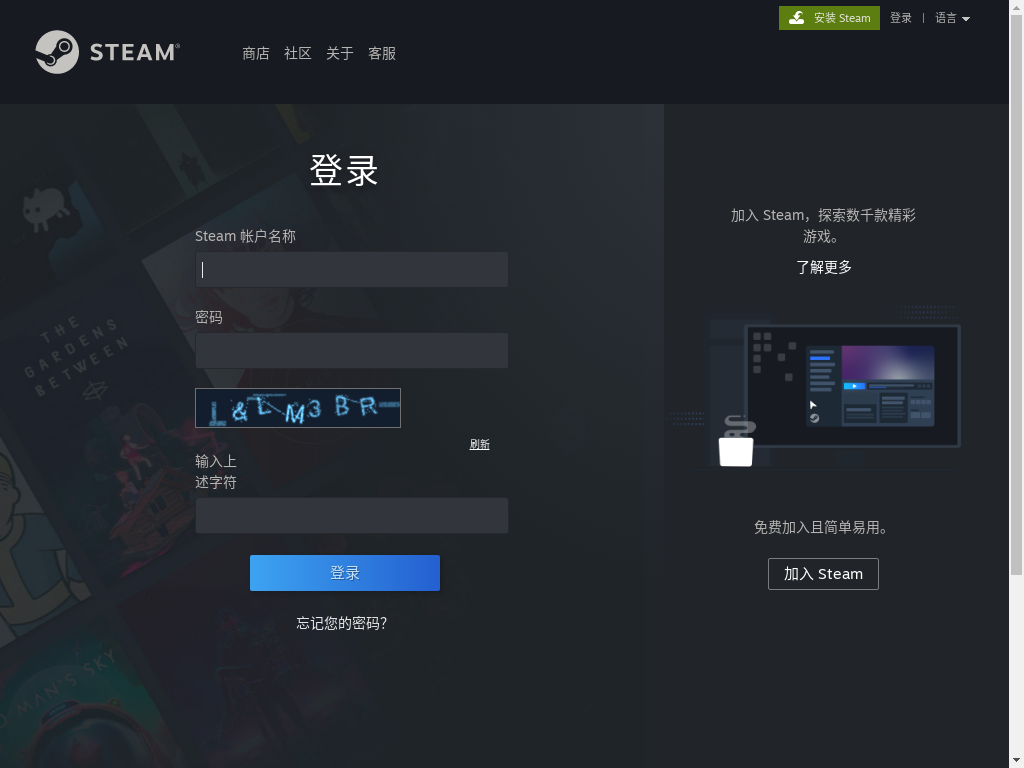 安装 Steam
登录 | 语言
STEAM®
商店 社区 关于 客服
登录
Steam 帐户名称
密码
L&LM3BR
刷新
输入上
述字符
登录
忘记您的密码？
加入 Steam，探索数千款精彩
游戏。
了解更多
免费加入且简单易用。
加入 Steam
THE
GARDENS
BETWEEN
MAN'S SKY